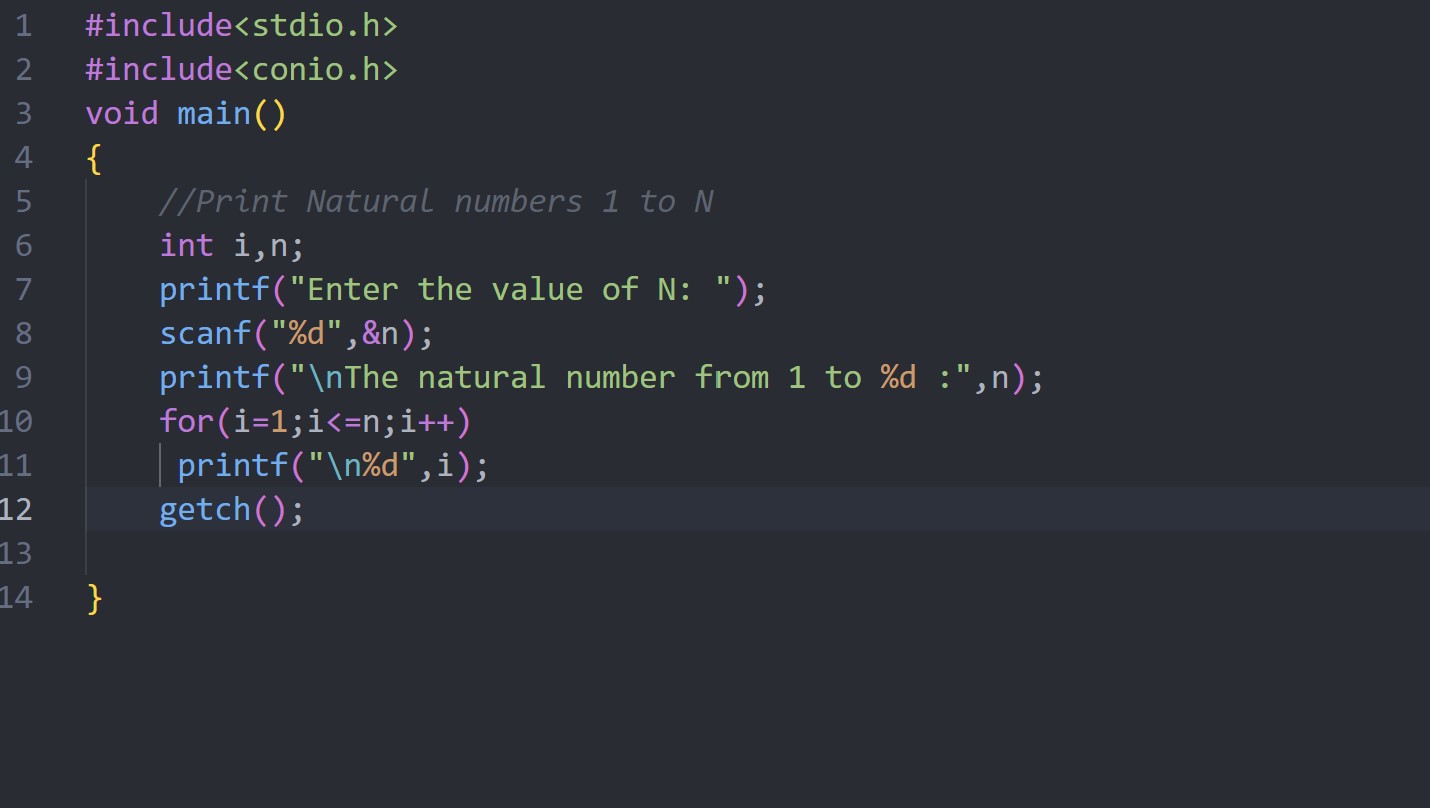 1 #include<stdio.h>
2 #include<conio.h>
3 void main()
4 {
5 //Print Natural numbers 1 to N
6 int i,n;
7 printf("Enter the value of N: ");
8 scanf("%d",&n);
9 printf("\nThe natural number from 1 to %d :",n);
10 for(i=1;i<=n;i++)
11 printf("\n%d",i);
12 getch();
13
14 }